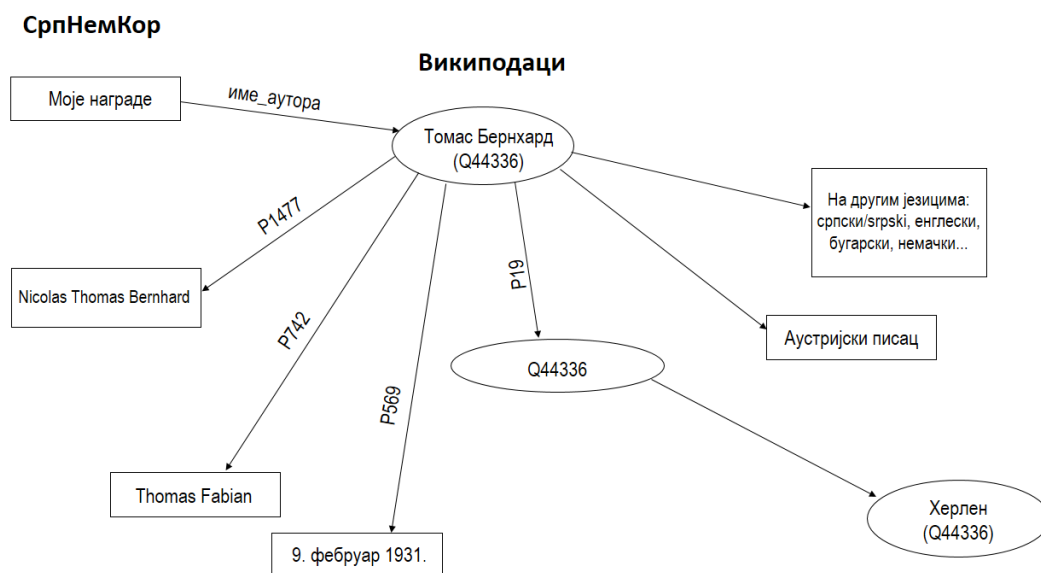 СрпНемКор
Википодаци
Моје награде
име_аутора
Томас Бернхард
(Q44336)
На другим језицима:
српски/srpski, енглески,
бугарски, немачки...
P1477
Nicolas Thomas Bernhard
P742
P569
P19
Аустријски писац
Q44336
Thomas Fabian
Херлен
(Q44336)
9. фебруар 1931.